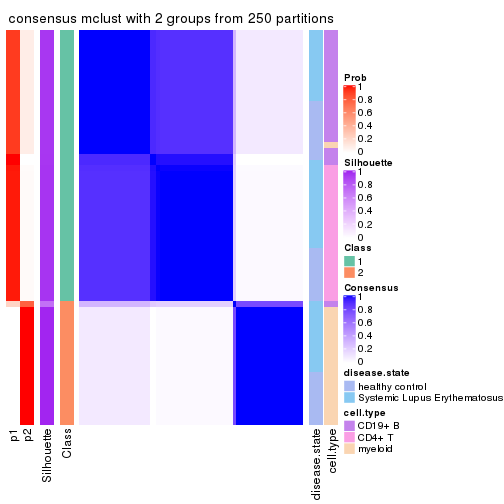 consensus mclust with 2 groups from 250 partitions
Prob
1
0.8
0.6
0.4
0.2
0
Silhouette
1
0.8
0.6
0.4
0.2
0
Class
1
2
Consensus
1
0.8
0.6
0.4
0.2
0
disease.state
healthy control
Systemic Lupus Erythematosus
cell.type
CD19+ B
CD4+ T
myeloid
p1
p2
Silhouette
Class
disease.state
cell.type